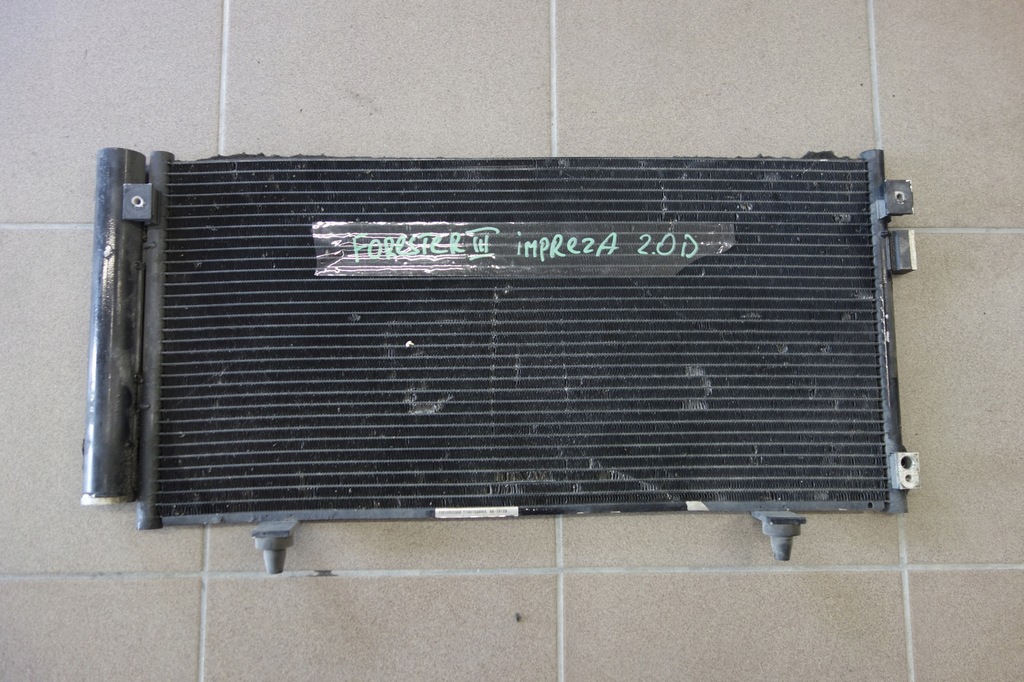 FORESTER III IMPREZA 2.0D